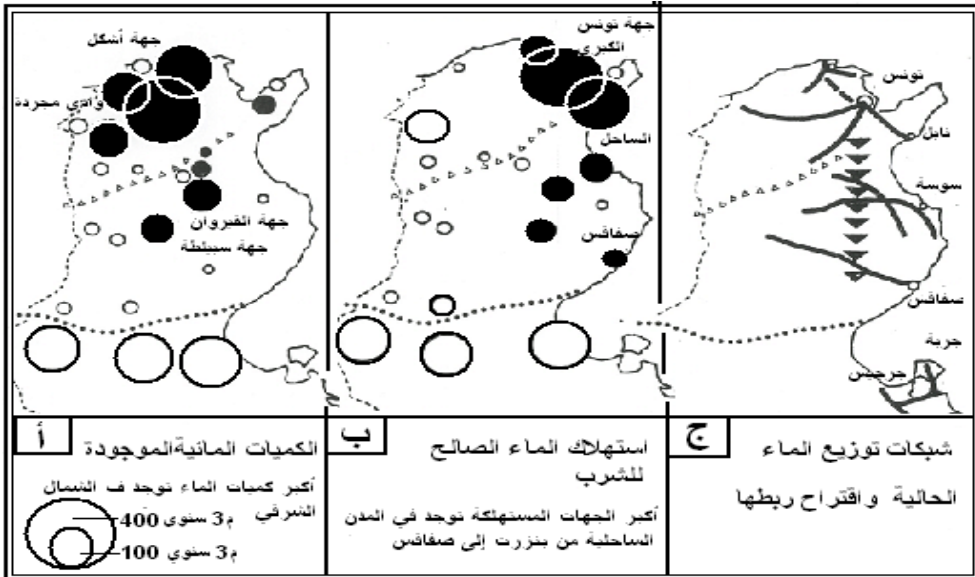 جهة أشكل
وادي مجردة
جهة القيروان
جهة سبيطلة
جهة تونس
الكبرى
الساحل
صفاقس
تونس
نابل
سوسة
صفاقس
جربة
جرجيس
أ
الكميات المائية الموجودة
أكبر كميات الماء توجد ف الشمال
الشرقي
400 م3 سنوي
100 م3 سنوي
ب
استهلاك الماء الصالح
للشرب
أكبر الجهات المستهلكة توجد في المدن
الساحلية من بنزرت إلى صفاقس
ج
شبكات توزيع الماء
الحالية واقتراح ربطها